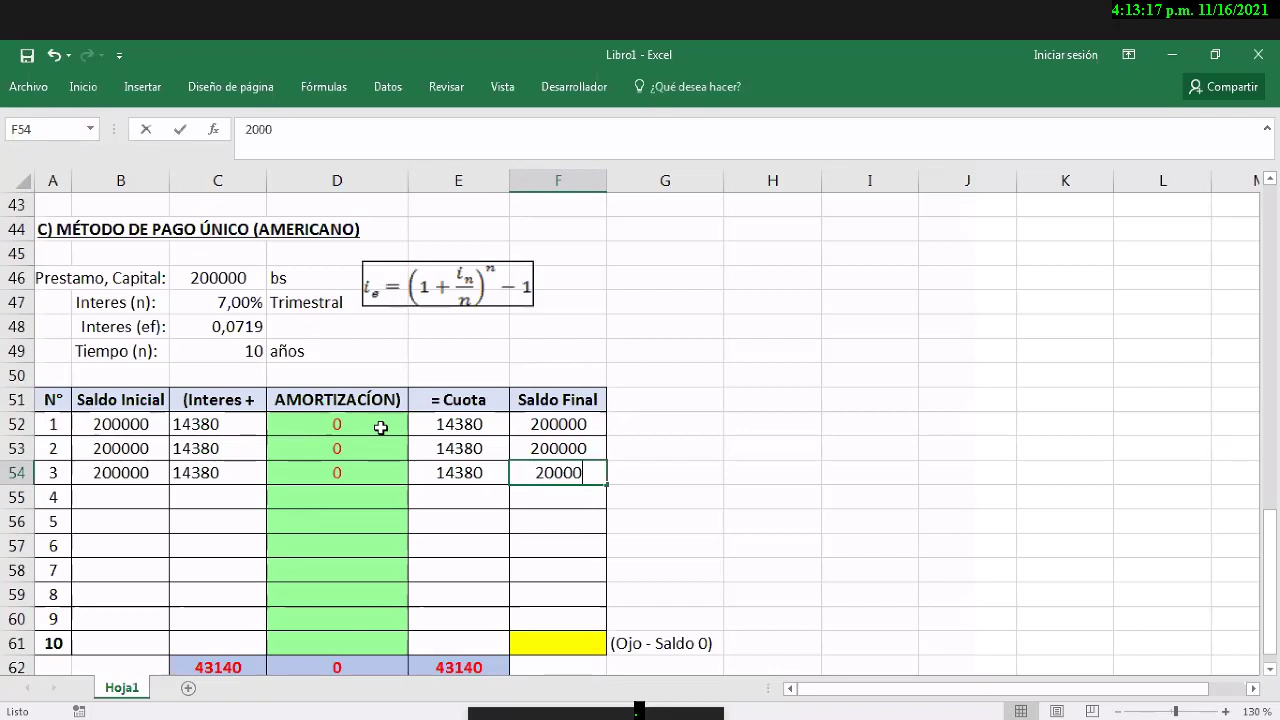 4:13:17 p.m. 11/16/2021
Libro1 - Excel
Iniciar sesión
Archivo Inicio Insertar Diseño de página Fórmulas Datos Revisar Vista Desarrollador ¿Qué desea hacer? Compartir
F54 fx 2000
A B C D E F G H I J K L M
43
44 C) MÉTODO DE PAGO ÚNICO (AMERICANO)
45
46 Prestamo, Capital: 200000 bs
47 Interes (n): 7,00% Trimestral
i_e = (1 + i_n/n)^n - 1
48 Interes (ef): 0,0719
49 Tiempo (n): 10 años
50
51 N° Saldo Inicial (Interes + AMORTIZACÍON) = Cuota Saldo Final
52 1 200000 14380 0 14380 200000
53 2 200000 14380 0 14380 200000
54 3 200000 14380 0 14380 20000
55 4
56 5
57 6
58 7
59 8
60 9
61 10 (Ojo - Saldo 0)
62 43140 0 43140
Hoja1
Listo 130 %